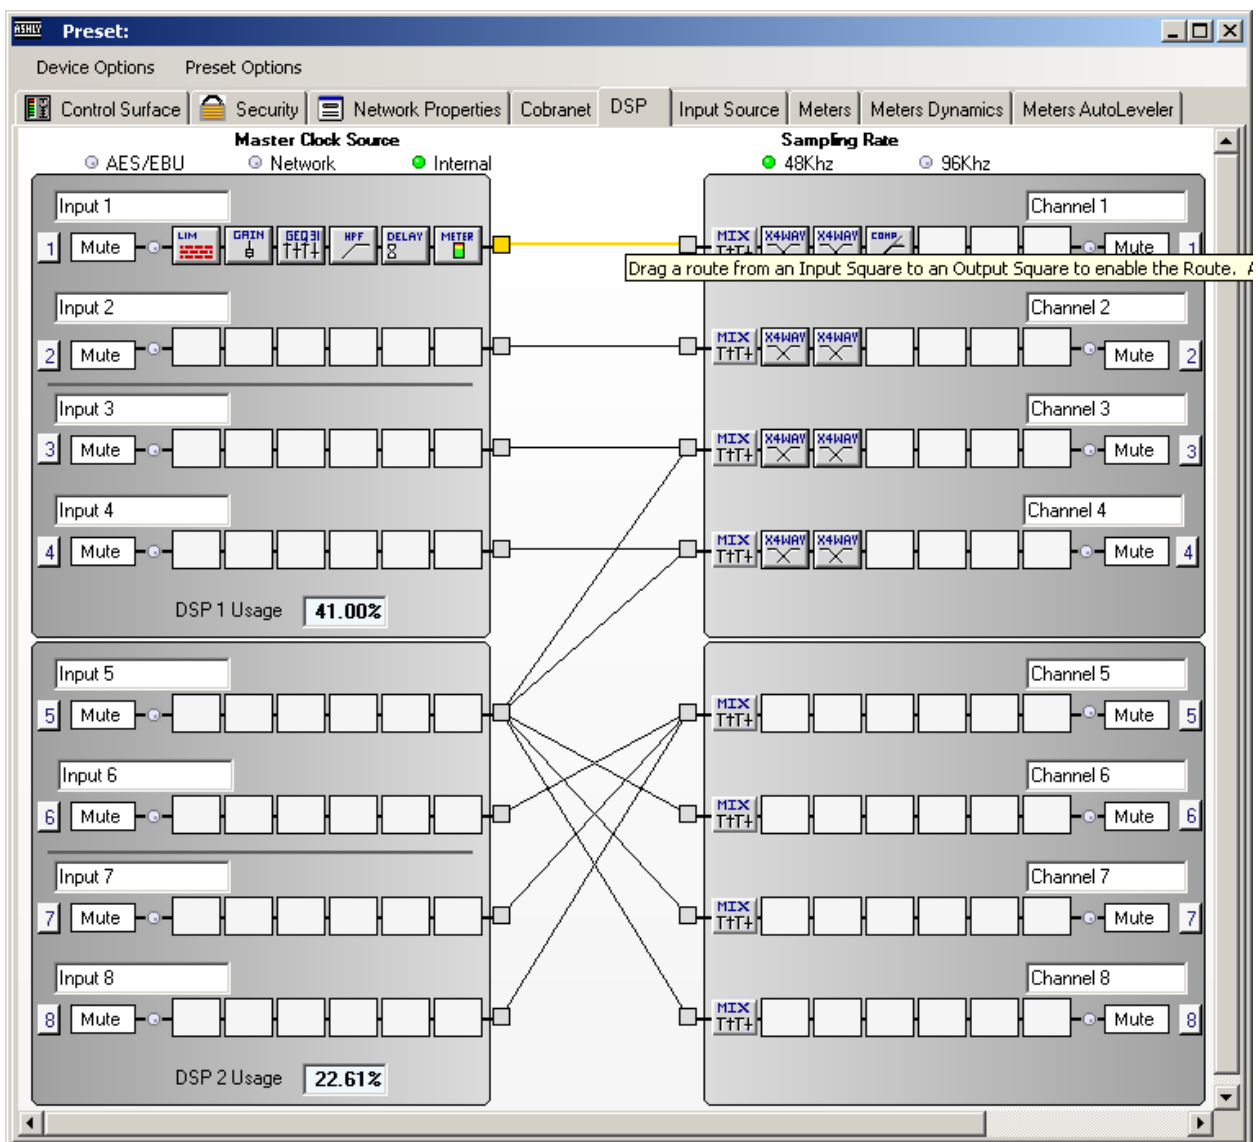 ASHLY Preset:
Device Options Preset Options
Control Surface Security Network Properties Cobranet DSP Input Source Meters Meters Dynamics Meters AutoLeveler
Master Clock Source Sampling Rate
AES/EBU Network Internal 48Khz 96Khz
Input 1 Channel 1
1 Mute LIM GAIN GEQ31 HPF DELAY METER MIX X4WAY X4WAY COMP Mute 1
Drag a route from an Input Square to an Output Square to enable the Route. A
Input 2 Channel 2
2 Mute MIX X4WAY X4WAY Mute 2
Input 3 Channel 3
3 Mute MIX X4WAY X4WAY Mute 3
Input 4 Channel 4
4 Mute MIX X4WAY X4WAY Mute 4
DSP 1 Usage 41.00%
Input 5 Channel 5
5 Mute MIX Mute 5
Input 6 Channel 6
6 Mute MIX Mute 6
Input 7 Channel 7
7 Mute MIX Mute 7
Input 8 Channel 8
8 Mute MIX Mute 8
DSP 2 Usage 22.61%